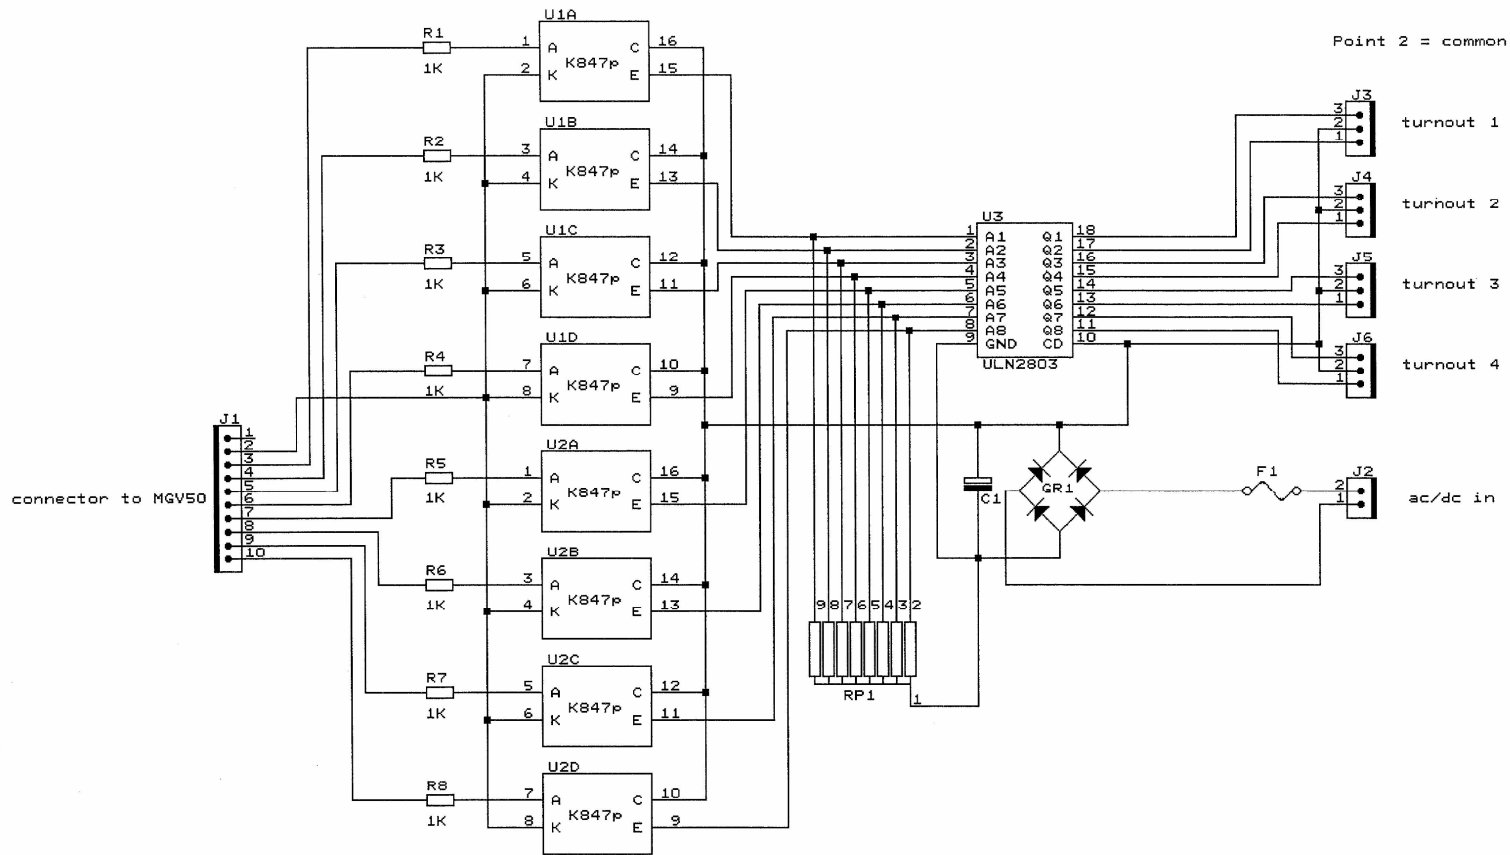 Point 2 = common
connector to MGV50
J1
1
2
3
4
5
6
7
8
9
10
R1
1K
R2
1K
R3
1K
R4
1K
R5
1K
R6
1K
R7
1K
R8
1K
U1A
1 A C 16
K847p
2 K E 15
U1B
3 A C 14
K847p
4 K E 13
U1C
5 A C 12
K847p
6 K E 11
U1D
7 A C 10
K847p
8 K E 9
U2A
1 A C 16
K847p
2 K E 15
U2B
3 A C 14
K847p
4 K E 13
U2C
5 A C 12
K847p
6 K E 11
U2D
7 A C 10
K847p
8 K E 9
U3
1 A1 Q1 18
2 A2 Q2 17
3 A3 Q3 16
4 A4 Q4 15
5 A5 Q5 14
6 A6 Q6 13
7 A7 Q7 12
8 A8 Q8 11
9 GND CD 10
ULN2803
9 8 7 6 5 4 3 2
RP1
1
C1
GR1
F1
J3
3
2
1
turnout 1
J4
3
2
1
turnout 2
J5
3
2
1
turnout 3
J6
3
2
1
turnout 4
J2
2
1
ac/dc in